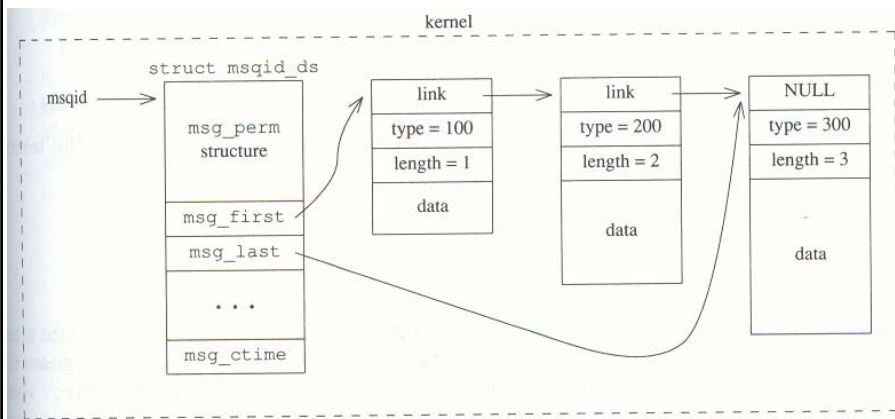 kernel
struct msqid_ds
msqid
msg_perm
structure
msg_first
msg_last
. . .
msg_ctime
link
type = 100
length = 1
data
link
type = 200
length = 2
data
NULL
type = 300
length = 3
data